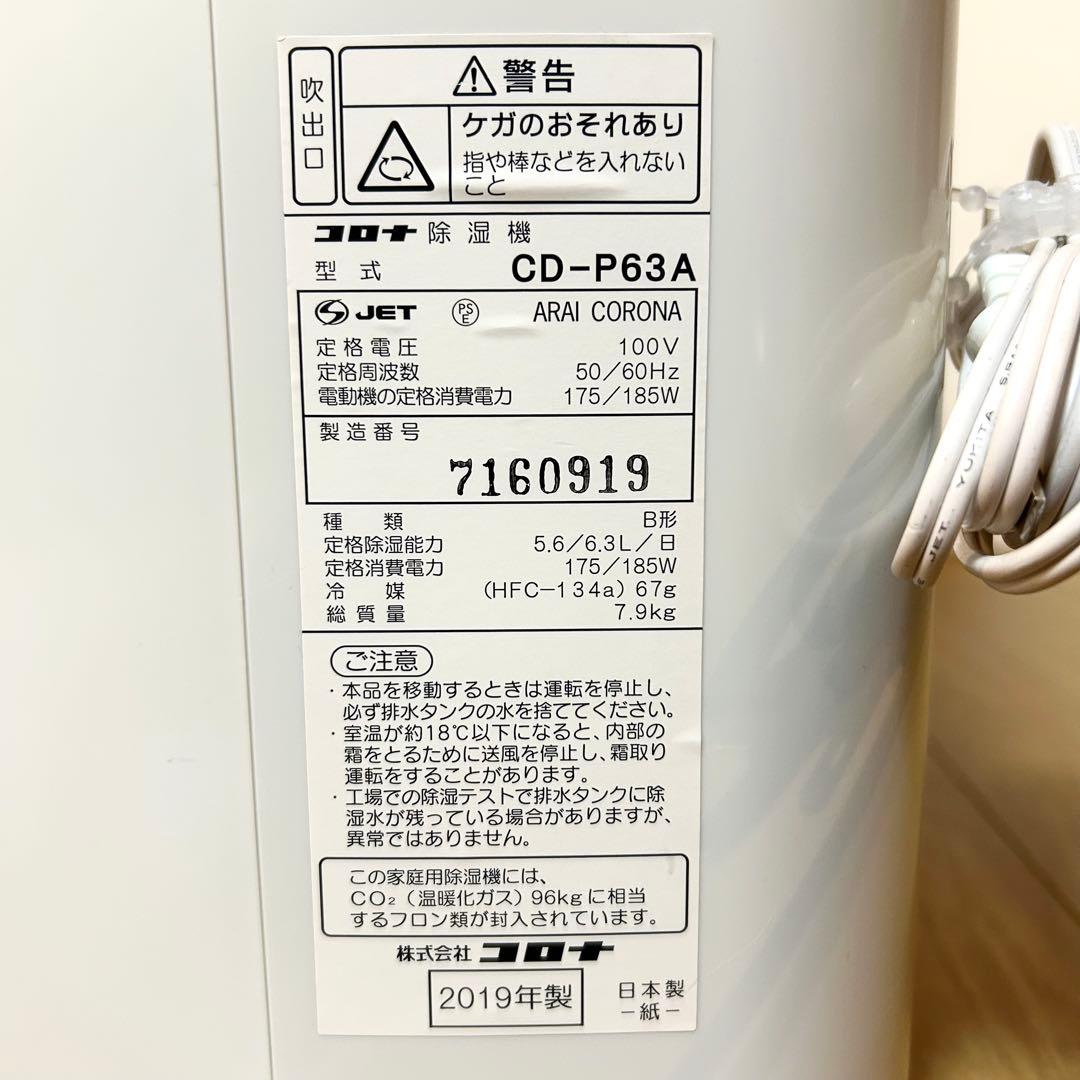 吹出口
⚠警告
ケガのおそれあり
指や棒などを入れない
こと
コロナ 除湿機
型式 CD-P63A
JET PSE ARAI CORONA
定格電圧 100V
定格周波数 50/60Hz
電動機の定格消費電力 175/185W
製造番号
7160919
種類 B形
定格除湿能力 5.6/6.3L/日
定格消費電力 175/185W
冷媒 (HFC-134a) 67g
総質量 7.9kg
ご注意
・本品を移動するときは運転を停止し、
必ず排水タンクの水を捨ててください。
・室温が約18℃以下になると、内部の
霜をとるために送風を停止し、霜取り
運転をすることがあります。
・工場での除湿テストで排水タンクに除
湿水が残っている場合がありますが、
異常ではありません。
この家庭用除湿機には、
CO₂(温暖化ガス)96kgに相当
するフロン類が封入されています。
株式会社 コロナ
2019年製
日本製
-紙-
JET YUKITA